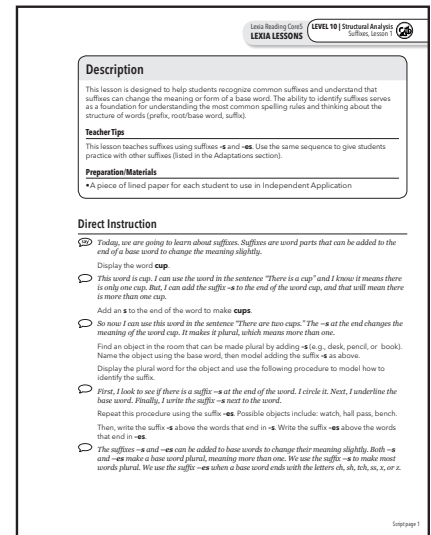 Lexia Reading Core5
LEXIA LESSONS
LEVEL 10 | Structural Analysis
Suffixes, Lesson 1
Description
This lesson is designed to help students recognize common suffixes and understand that
suffixes can change the meaning or form of a base word. The ability to identify suffixes serves
as a foundation for understanding the most common spelling rules and thinking about the
structure of words (prefix, root/base word, suffix).
Teacher Tips
This lesson teaches suffixes using suffixes -s and -es. Use the same sequence to give students
practice with other suffixes (listed in the Adaptations section).
Preparation/Materials
• A piece of lined paper for each student to use in Independent Application
Direct Instruction
say Today, we are going to learn about suffixes. Suffixes are word parts that can be added to the
end of a base word to change the meaning slightly.
Display the word cup.
This word is cup. I can use the word in the sentence “There is a cup” and I know it means there
is only one cup. But, I can add the suffix –s to the end of the word cup, and that will mean there
is more than one cup.
Add an s to the end of the word to make cups.
So now I can use this word in the sentence “There are two cups.” The –s at the end changes the
meaning of the word cup. It makes it plural, which means more than one.
Find an object in the room that can be made plural by adding -s (e.g., desk, pencil, or book).
Name the object using the base word, then model adding the suffix -s as above.
Display the plural word for the object and use the following procedure to model how to
identify the suffix.
First, I look to see if there is a suffix –s at the end of the word. I circle it. Next, I underline the
base word. Finally, I write the suffix –s next to the word.
Repeat this procedure using the suffix -es. Possible objects include: watch, hall pass, bench.
Then, write the suffix -s above the words that end in -s. Write the suffix -es above the words
that end in -es.
The suffixes –s and –es can be added to base words to change their meaning slightly. Both –s
and –es make a base word plural, meaning more than one. We use the suffix –s to make most
words plural. We use the suffix –es when a base word ends with the letters ch, sh, tch, ss, x, or z.
Script page 1